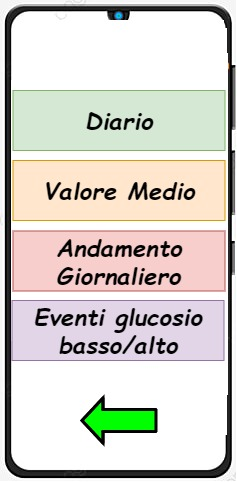 Diario
Valore Medio
Andamento
Giornaliero
Eventi glucosio
basso/alto